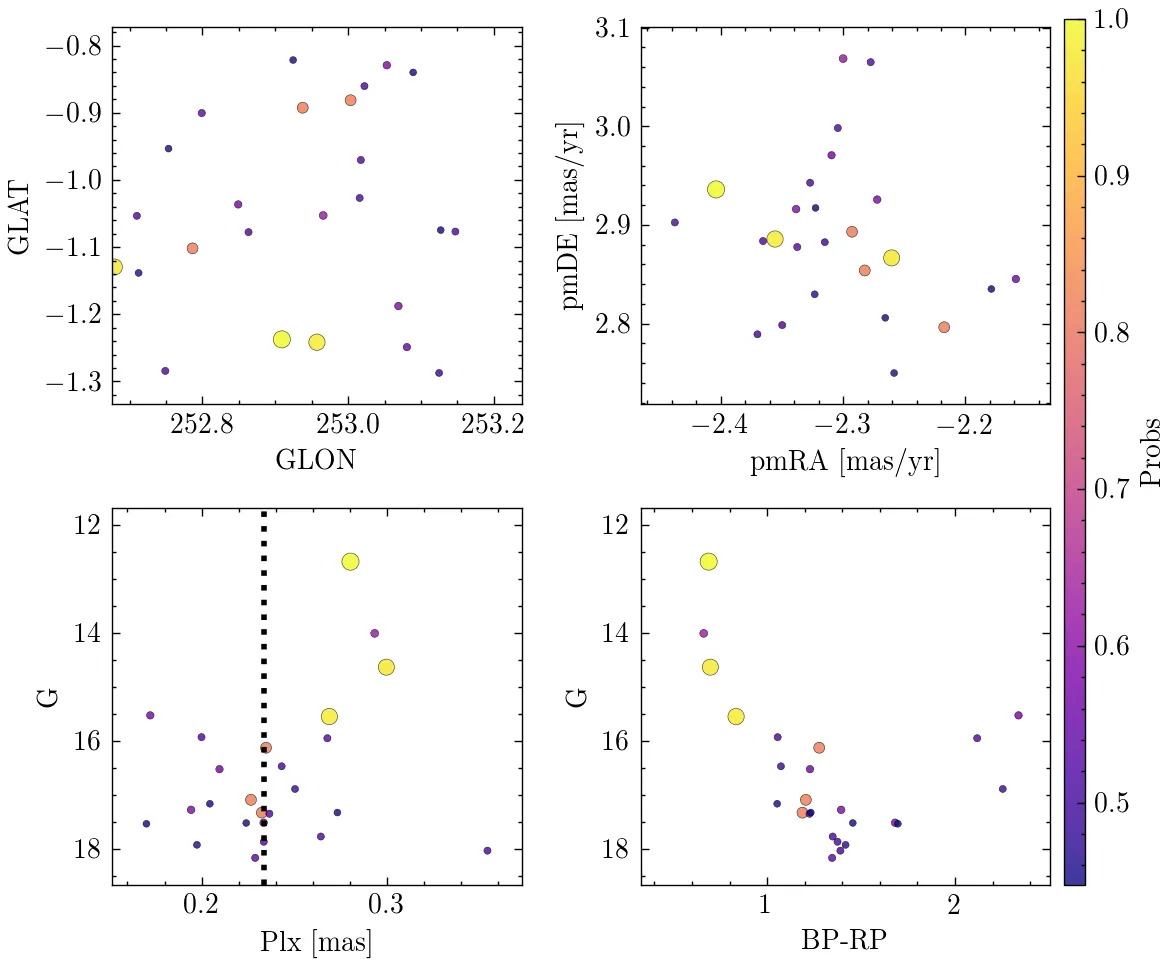 −0.8
−0.9
−1.0
−1.1
−1.2
−1.3
GLAT
252.8 253.0 253.2
GLON
3.1
3.0
2.9
2.8
pmDE [mas/yr]
−2.4 −2.3 −2.2
pmRA [mas/yr]
1.0
0.9
0.8
0.7
0.6
0.5
Probs
12
14
16
18
G
0.2 0.3
Plx [mas]
12
14
16
18
G
1 2
BP-RP